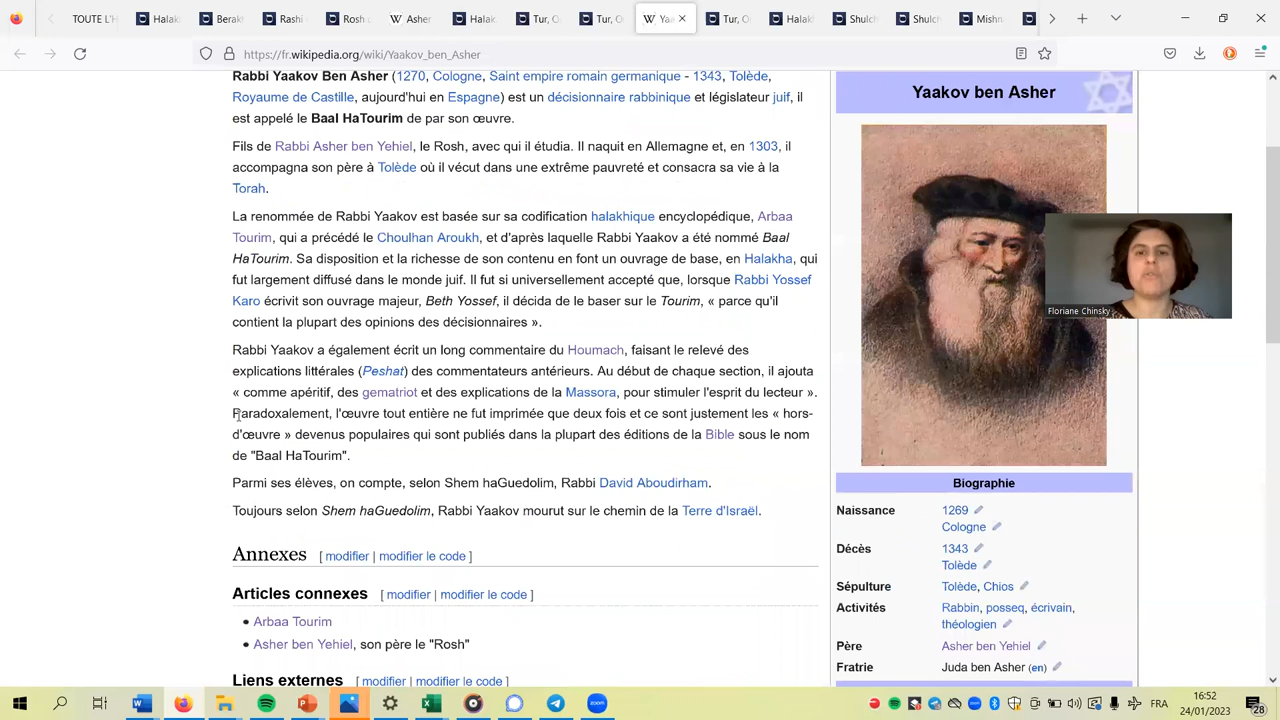 TOUTE L'H
Halak
Berak
Rashi
Rosh
Asher
Halak
Tur, O
Tur, O
Yaa
Tur, O
Halak
Shulch
Shulch
Mishn
https://fr.wikipedia.org/wiki/Yaakov_ben_Asher
Rabbi Yaakov Ben Asher (1270, Cologne, Saint empire romain germanique - 1343, Tolède,
Royaume de Castille, aujourd'hui en Espagne) est un décisionnaire rabbinique et législateur juif, il
est appelé le Baal HaTourim de par son œuvre.
Fils de Rabbi Asher ben Yehiel, le Rosh, avec qui il étudia. Il naquit en Allemagne et, en 1303, il
accompagna son père à Tolède où il vécut dans une extrême pauvreté et consacra sa vie à la
Torah.
La renommée de Rabbi Yaakov est basée sur sa codification halakhique encyclopédique, Arbaa
Tourim, qui a précédé le Choulhan Aroukh, et d'après laquelle Rabbi Yaakov a été nommé Baal
HaTourim. Sa disposition et la richesse de son contenu en font un ouvrage de base, en Halakha, qui
fut largement diffusé dans le monde juif. Il fut si universellement accepté que, lorsque Rabbi Yossef
Karo écrivit son ouvrage majeur, Beth Yossef, il décida de le baser sur le Tourim, « parce qu'il
contient la plupart des opinions des décisionnaires ».
Rabbi Yaakov a également écrit un long commentaire du Houmach, faisant le relevé des
explications littérales (Peshat) des commentateurs antérieurs. Au début de chaque section, il ajouta
« comme apéritif, des gematriot et des explications de la Massora, pour stimuler l'esprit du lecteur ».
Paradoxalement, l'œuvre tout entière ne fut imprimée que deux fois et ce sont justement les « hors-
d'œuvre » devenus populaires qui sont publiés dans la plupart des éditions de la Bible sous le nom
de "Baal HaTourim".
Parmi ses élèves, on compte, selon Shem haGuedolim, Rabbi David Aboudirham.
Toujours selon Shem haGuedolim, Rabbi Yaakov mourut sur le chemin de la Terre d'Israël.
Annexes [ modifier | modifier le code ]
Articles connexes [ modifier | modifier le code ]
• Arbaa Tourim
• Asher ben Yehiel, son père le "Rosh"
Liens externes [ modifier | modifier le code ]
Yaakov ben Asher
Floriane Chinsky
Biographie
Naissance 1269
Cologne
Décès 1343
Tolède
Sépulture Tolède, Chios
Activités Rabbin, posseq, écrivain,
théologien
Père Asher ben Yehiel
Fratrie Juda ben Asher (en)
16:52
24/01/2023
28